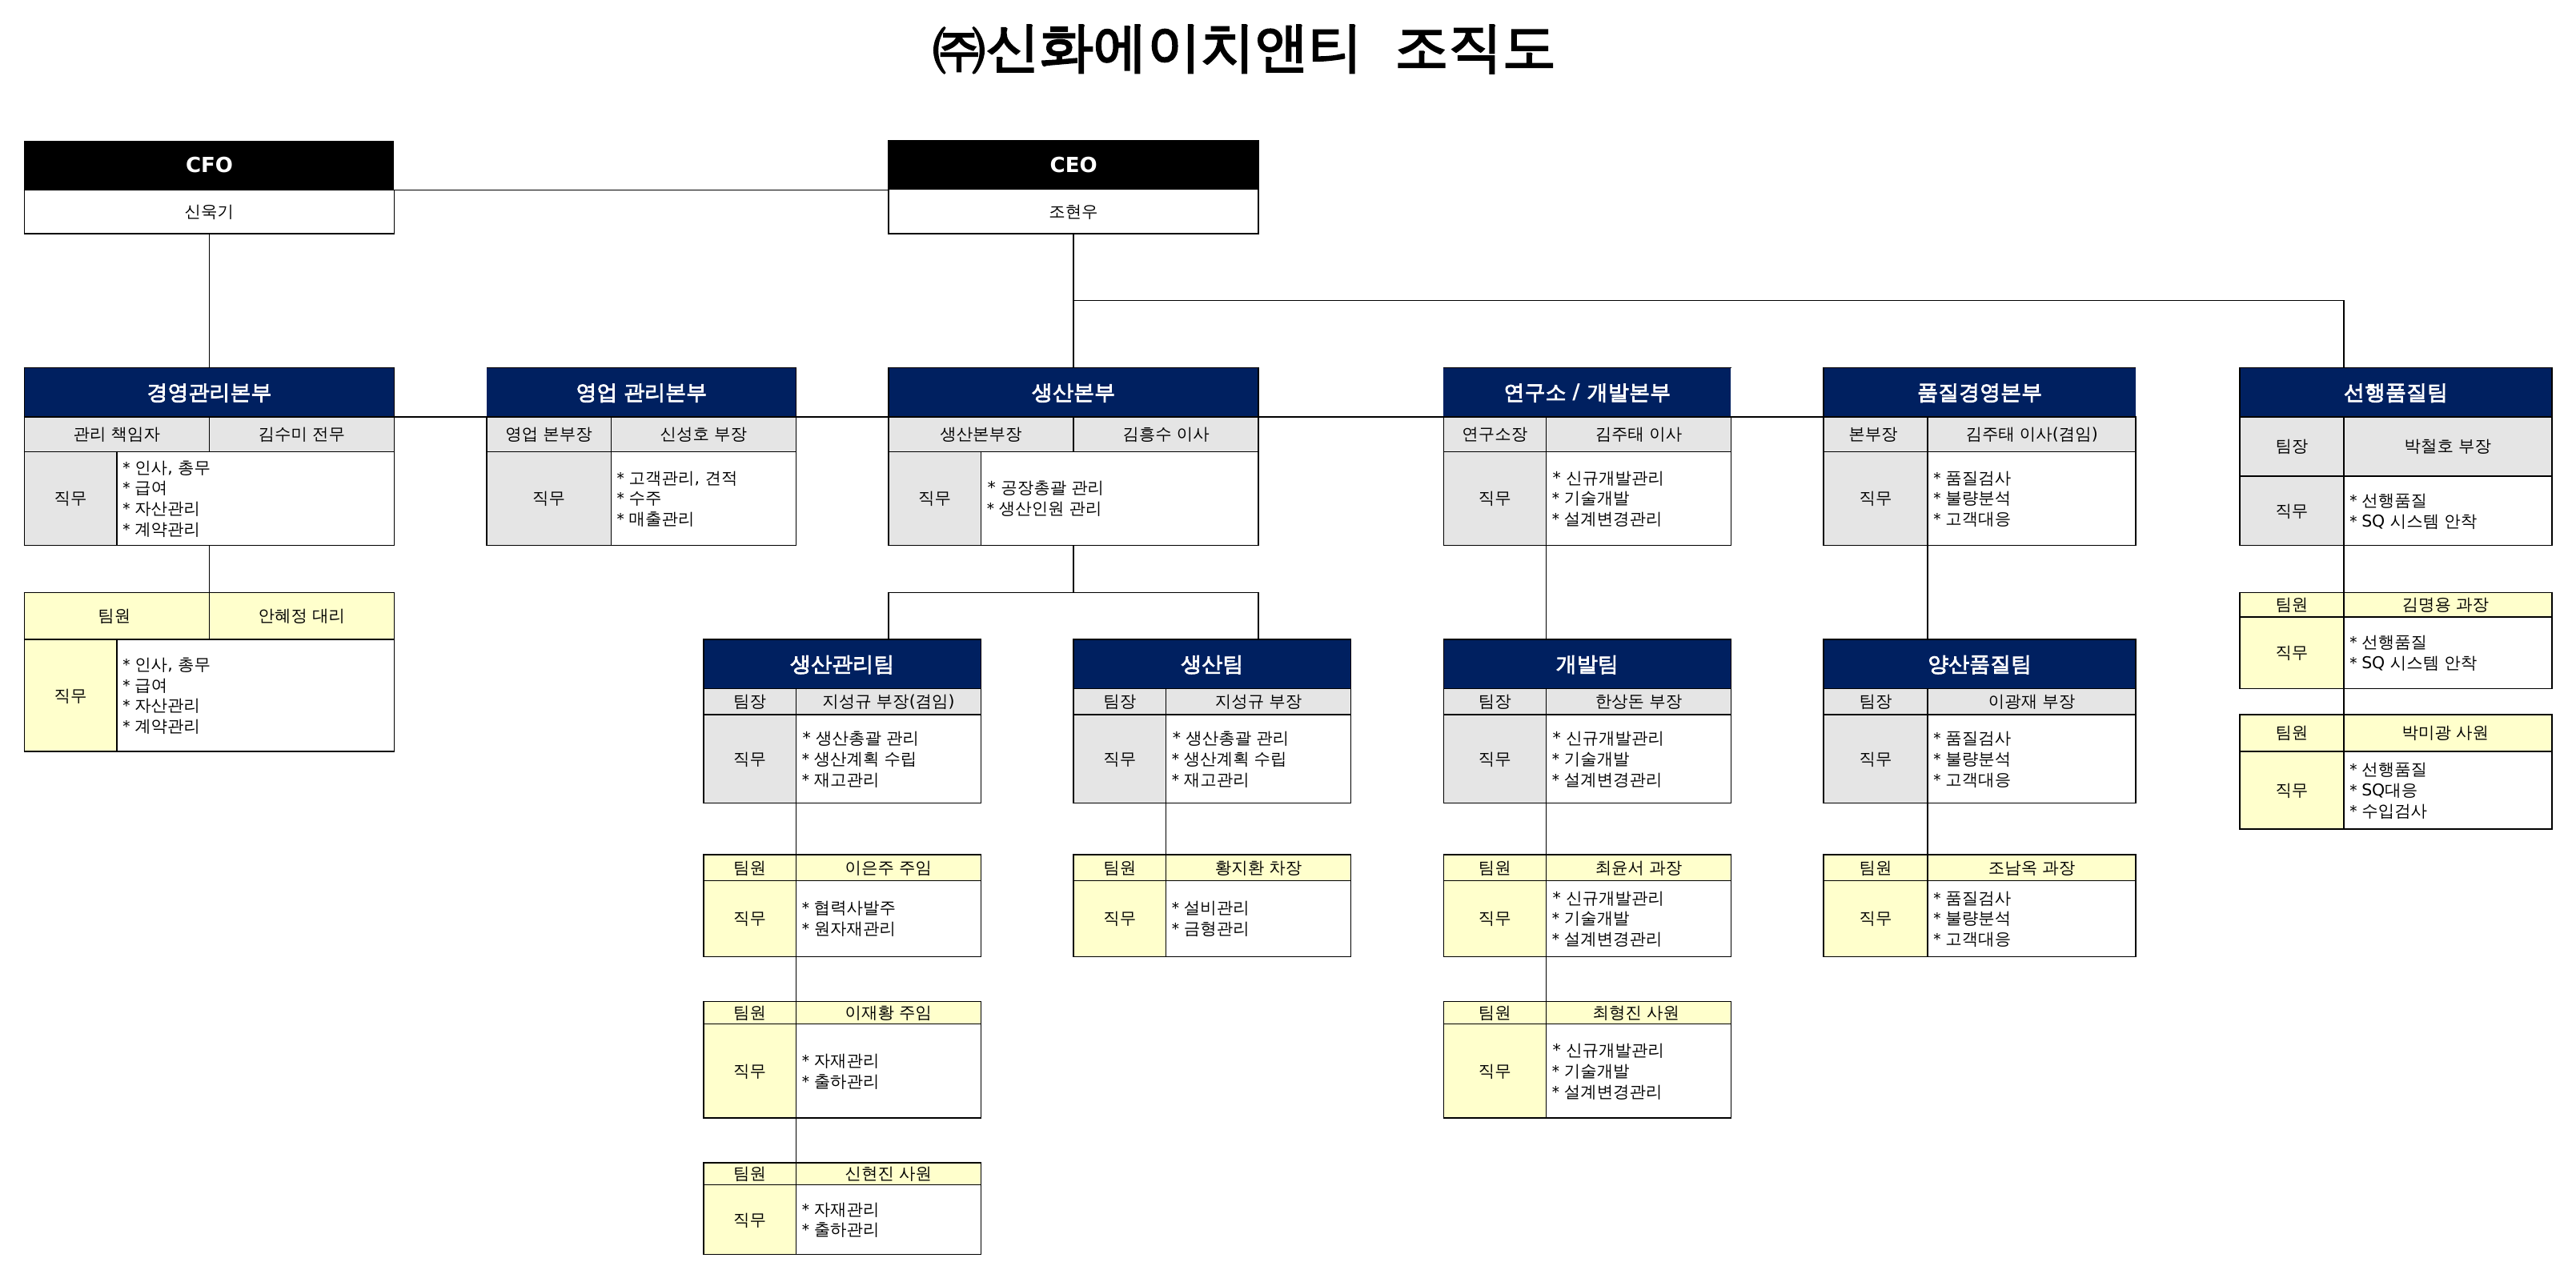 ㈜신화에이치앤티 조직도
CFO
신욱기
CEO
조현우
경영관리본부
관리 책임자 김수미 전무
직무
* 인사, 총무
* 급여
* 자산관리
* 계약관리
팀원 안혜정 대리
직무
* 인사, 총무
* 급여
* 자산관리
* 계약관리
영업 관리본부
영업 본부장 신성호 부장
직무
* 고객관리, 견적
* 수주
* 매출관리
생산본부
생산본부장 김흥수 이사
직무
* 공장총괄 관리
* 생산인원 관리
생산관리팀
팀장 지성규 부장(겸임)
직무
* 생산총괄 관리
* 생산계획 수립
* 재고관리
팀원 이은주 주임
직무
* 협력사발주
* 원자재관리
팀원 이재황 주임
직무
* 자재관리
* 출하관리
팀원 신현진 사원
직무
* 자재관리
* 출하관리
생산팀
팀장 지성규 부장
직무
* 생산총괄 관리
* 생산계획 수립
* 재고관리
팀원 황지환 차장
직무
* 설비관리
* 금형관리
연구소 / 개발본부
연구소장 김주태 이사
직무
* 신규개발관리
* 기술개발
* 설계변경관리
개발팀
팀장 한상돈 부장
직무
* 신규개발관리
* 기술개발
* 설계변경관리
팀원 최윤서 과장
직무
* 신규개발관리
* 기술개발
* 설계변경관리
팀원 최형진 사원
직무
* 신규개발관리
* 기술개발
* 설계변경관리
품질경영본부
본부장 김주태 이사(겸임)
직무
* 품질검사
* 불량분석
* 고객대응
양산품질팀
팀장 이광재 부장
직무
* 품질검사
* 불량분석
* 고객대응
팀원 조남옥 과장
직무
* 품질검사
* 불량분석
* 고객대응
선행품질팀
팀장 박철호 부장
직무
* 선행품질
* SQ 시스템 안착
팀원 김명용 과장
직무
* 선행품질
* SQ 시스템 안착
팀원 박미광 사원
직무
* 선행품질
* SQ대응
* 수입검사